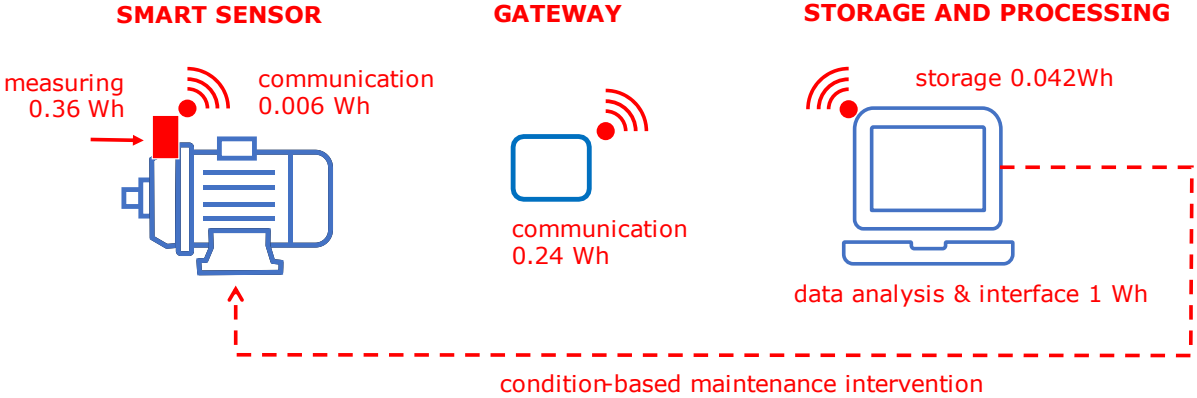 SMART SENSOR
GATEWAY
STORAGE AND PROCESSING
measuring
0.36 Wh
communication
0.006 Wh
storage 0.042Wh
communication
0.24 Wh
data analysis & interface 1 Wh
condition-based maintenance intervention